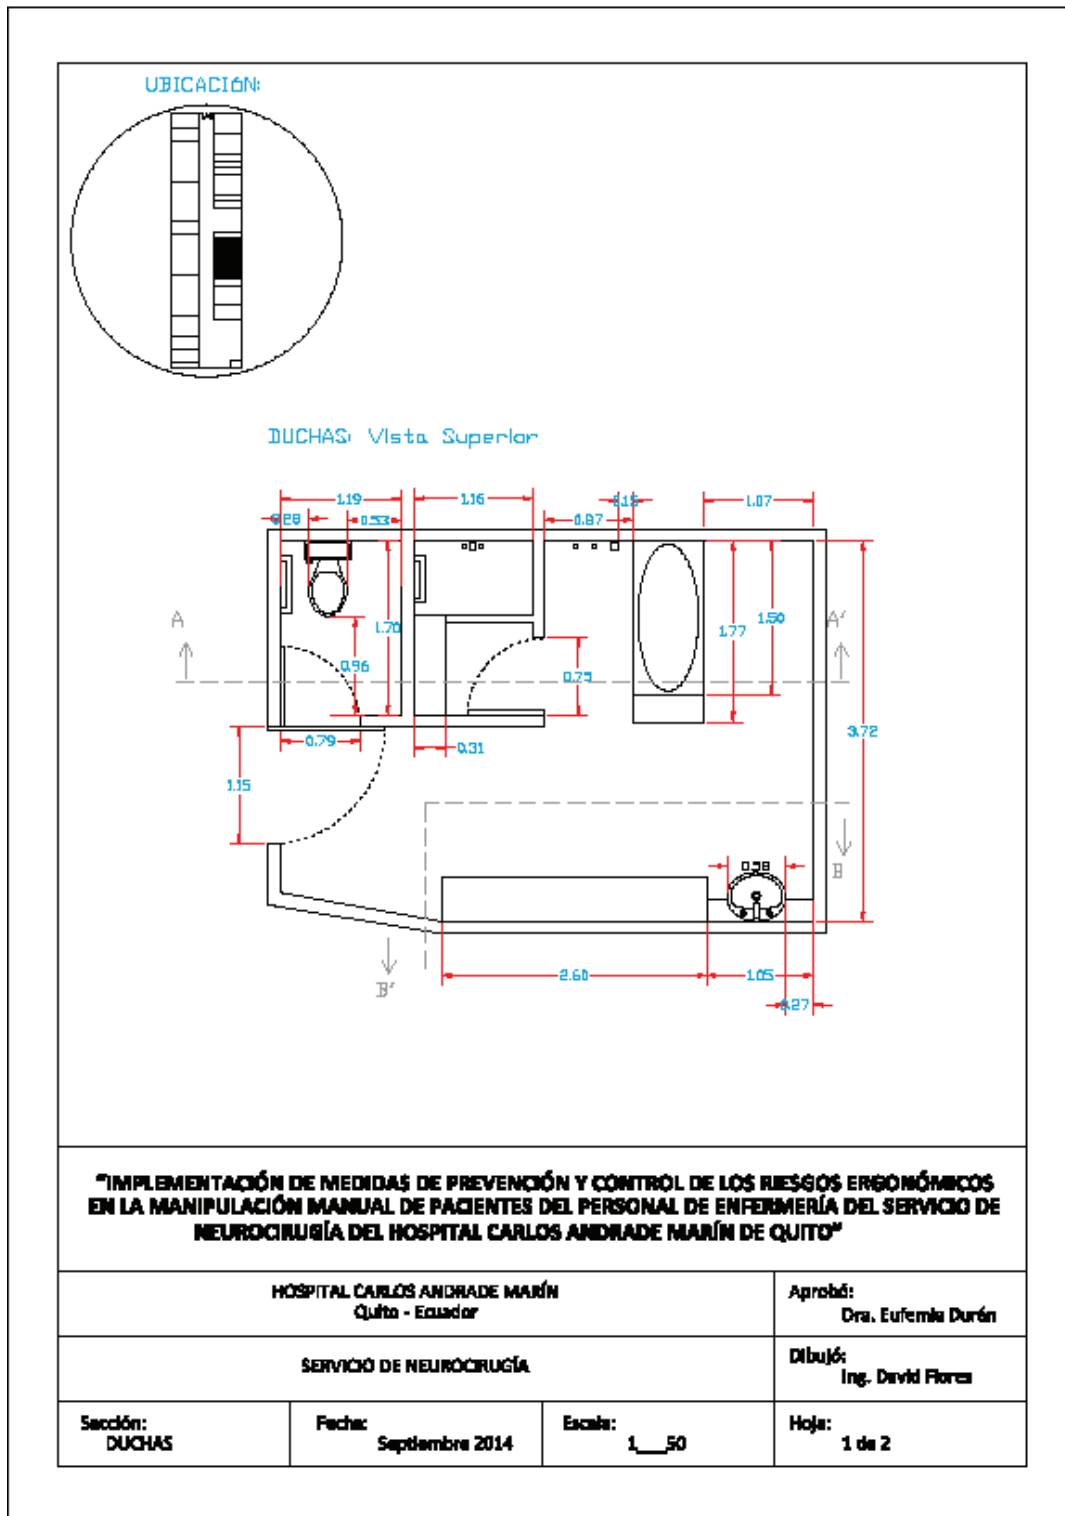 UBICACIÓN:
DUCHAS: Vista Superior
1.19
1.16
0.15
1.07
0.28
0.53
0.87
A
A'
1.70
1.50
1.77
0.96
0.75
3.72
0.79
0.31
1.15
0.58
B
B'
2.60
1.05
0.27
"IMPLEMENTACIÓN DE MEDIDAS DE PREVENCIÓN Y CONTROL DE LOS RIESGOS ERGONÓMICOS
EN LA MANIPULACIÓN MANUAL DE PACIENTES DEL PERSONAL DE ENFERMERÍA DEL SERVICIO DE
NEUROCIRUGÍA DEL HOSPITAL CARLOS ANDRADE MARÍN DE QUITO"
HOSPITAL CARLOS ANDRADE MARÍN
Quito - Ecuador
Aprobó:
Dra. Eufemia Durán
SERVICIO DE NEUROCIRUGÍA
Dibujó:
Ing. David Flores
Sección:
DUCHAS
Fecha:
Septiembre 2014
Escala:
1___50
Hoja:
1 de 2